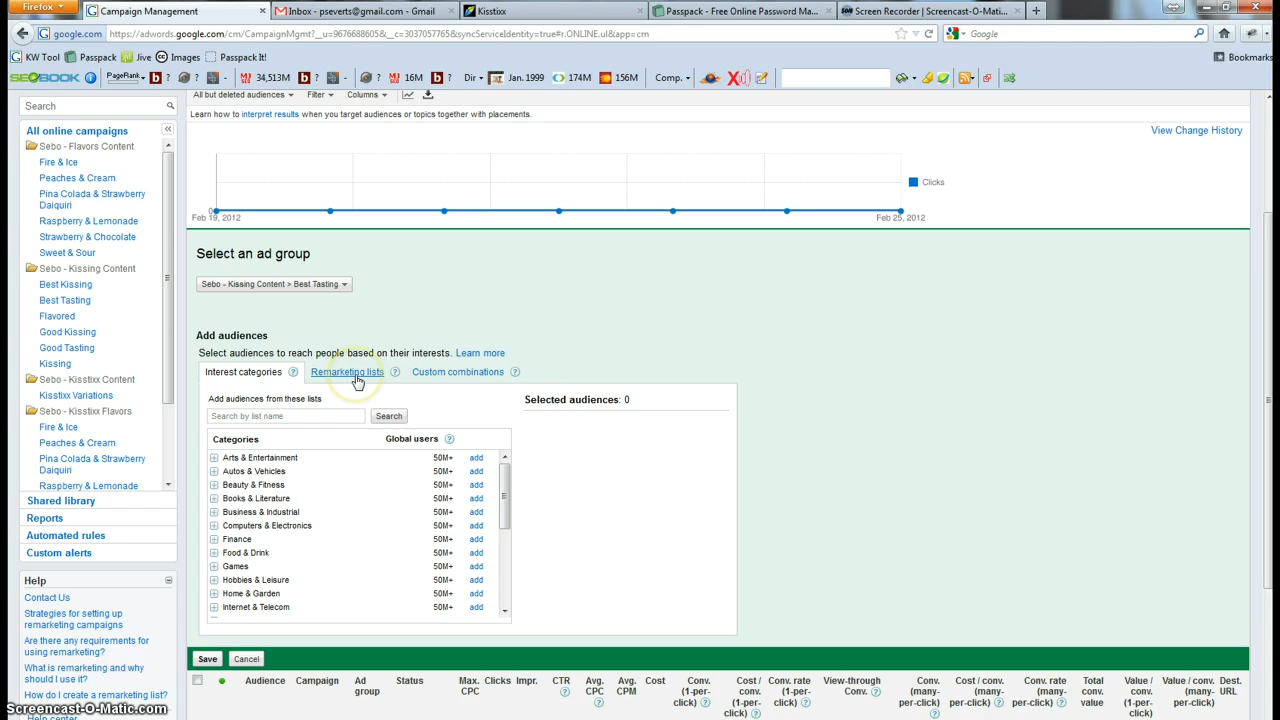 Firefox
Campaign Management
Inbox - pseverts@gmail.com - Gmail
Kisstixx
Passpack - Free Online Password Ma...
Screen Recorder | Screencast-O-Mati...
google.com https://adwords.google.com/cm/CampaignMgmt?__u=9676688605&__c=3037057765&syncServiceIdentity=true#r.ONLINE.ul&app=cm
Google
KW Tool Passpack Jive Images Passpack It!
Bookmarks
SEOBOOK PageRank 34,513M 16M Dir Jan. 1999 174M 156M Comp.
All but deleted audiences Filter Columns
Search
Learn how to interpret results when you target audiences or topics together with placements.
View Change History
All online campaigns
Sebo - Flavors Content
Fire & Ice
Peaches & Cream
Pina Colada & Strawberry
Daiquiri
Raspberry & Lemonade
Strawberry & Chocolate
Sweet & Sour
Sebo - Kissing Content
Best Kissing
Best Tasting
Flavored
Good Kissing
Good Tasting
Kissing
Sebo - Kisstixx Content
Kisstixx Variations
Sebo - Kisstixx Flavors
Fire & Ice
Peaches & Cream
Pina Colada & Strawberry
Daiquiri
Raspberry & Lemonade
Shared library
Reports
Automated rules
Custom alerts
Help
Contact Us
Strategies for setting up
remarketing campaigns
Are there any requirements for
using remarketing?
What is remarketing and why
should I use it?
How do I create a remarketing list?
Help center
Clicks
0
Feb 19, 2012
Feb 25, 2012
Select an ad group
Sebo - Kissing Content > Best Tasting
Add audiences
Select audiences to reach people based on their interests. Learn more
Interest categories ? Remarketing lists ? Custom combinations ?
Add audiences from these lists
Search by list name
Search
Selected audiences: 0
Categories Global users ?
Arts & Entertainment 50M+ add
Autos & Vehicles 50M+ add
Beauty & Fitness 50M+ add
Books & Literature 50M+ add
Business & Industrial 50M+ add
Computers & Electronics 50M+ add
Finance 50M+ add
Food & Drink 50M+ add
Games 50M+ add
Hobbies & Leisure 50M+ add
Home & Garden 50M+ add
Internet & Telecom 50M+ add
Save Cancel
Audience
Campaign
Ad
group
Status
Max.
CPC
Clicks
Impr.
CTR
?
Avg.
CPC
?
Avg.
CPM
Cost
Conv.
(1-per-
click) ?
Cost /
conv.
(1-per-
click) ?
Conv. rate
(1-per-
click) ?
View-through
Conv. ?
Conv.
(many-
per-click)
?
Cost / conv.
(many-
per-click) ?
Conv. rate
(many-
per-click) ?
Total
conv.
value
Value /
conv.
(1-per-
click)
Value / conv.
(many-
per-click)
Dest.
URL
Screencast-O-Matic.com